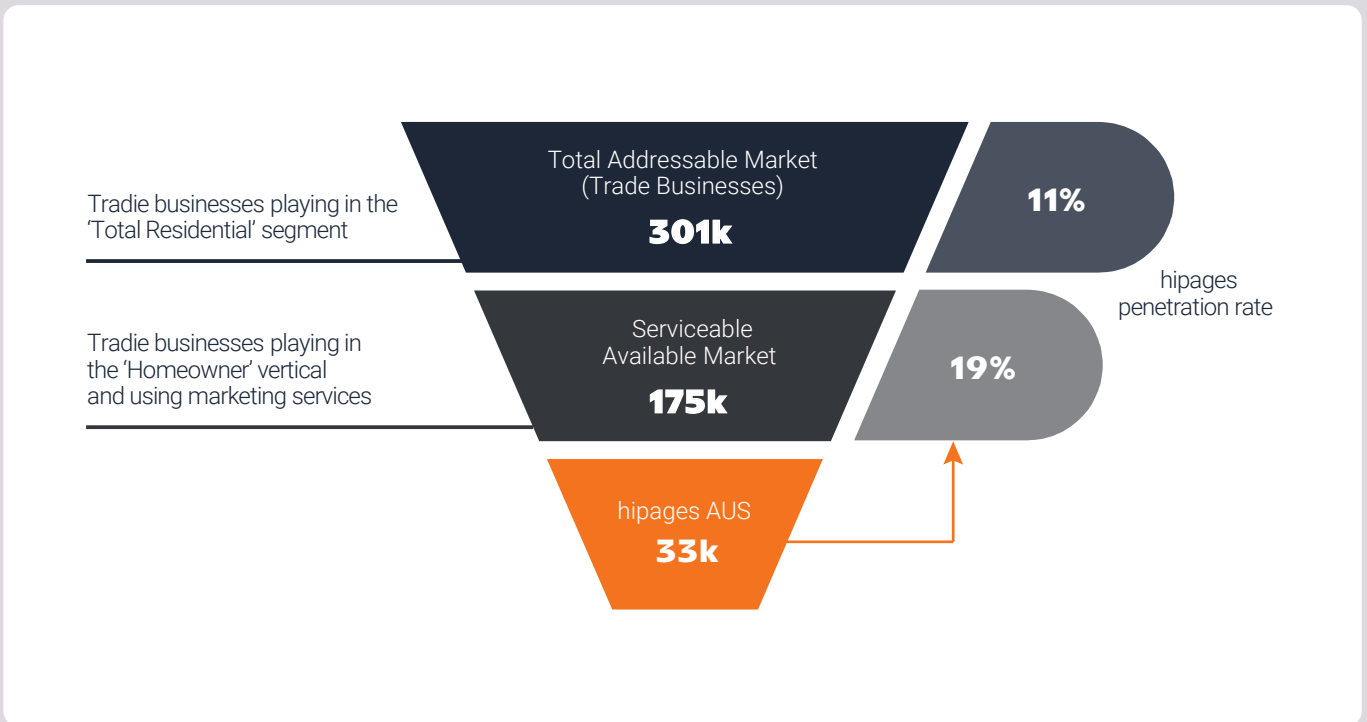 Total Addressable Market
(Trade Businesses)
301k
11%
Tradie businesses playing in the
‘Total Residential’ segment
hipages
penetration rate
Serviceable
Available Market
175k
19%
Tradie businesses playing in
the ‘Homeowner’ vertical
and using marketing services
hipages AUS
33k